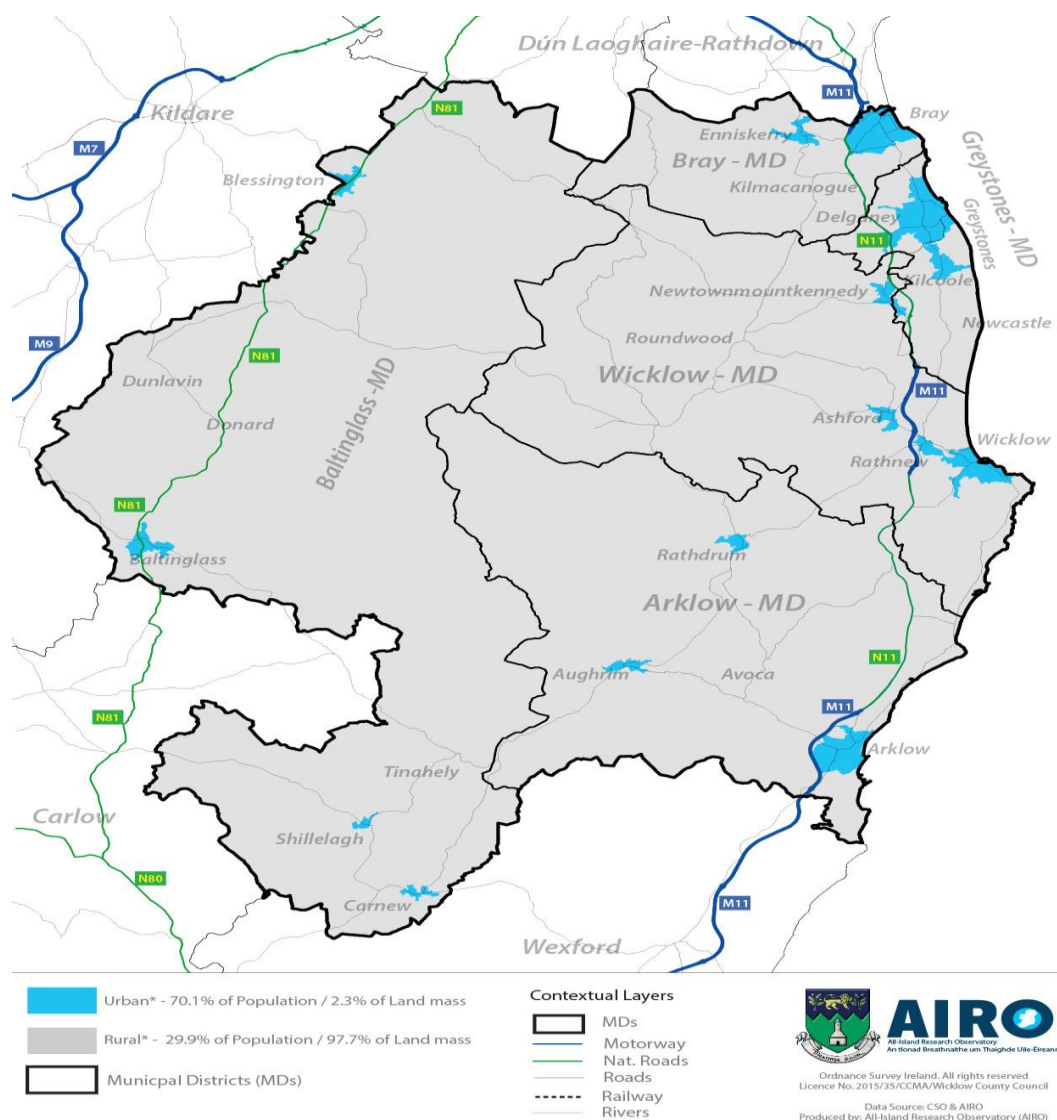 Dún Laoghaire-Rathdown
M11
N81
Kildare
Bray
Enniskerry
M7
Bray - MD
Greystones - MD
Blessington
Kilmacanogue
Greystones
Delganey
N11
Kilcoole
Newtownmountkennedy
Newcastle
Roundwood
M9
N81
Wicklow - MD
M11
Dunlavin
Baltinglass -MD
Donard
Ashford
Wicklow
Rathnew
N81
Baltinglass
Rathdrum
Arklow - MD
N11
Aughrim
Avoca
M11
N81
Arklow
Tinahely
Carlow
Shillelagh
N80
Carnew
M11
Wexford
Urban* - 70.1% of Population / 2.3% of Land mass
Rural* - 29.9% of Population / 97.7% of Land mass
Municpal Districts (MDs)
Contextual Layers
MDs
Motorway
Nat. Roads
Roads
Railway
Rivers
AIRO
All-Island Research Observatory
An tIonad Breathnaithe um Thaighde Uile-Éireann
Ordnance Survey Ireland. All rights reserved
Licence No. 2015/35/CCMA/Wicklow County Council
Data Source: CSO & AIRO
Produced by: All-Island Research Observatory (AIRO)